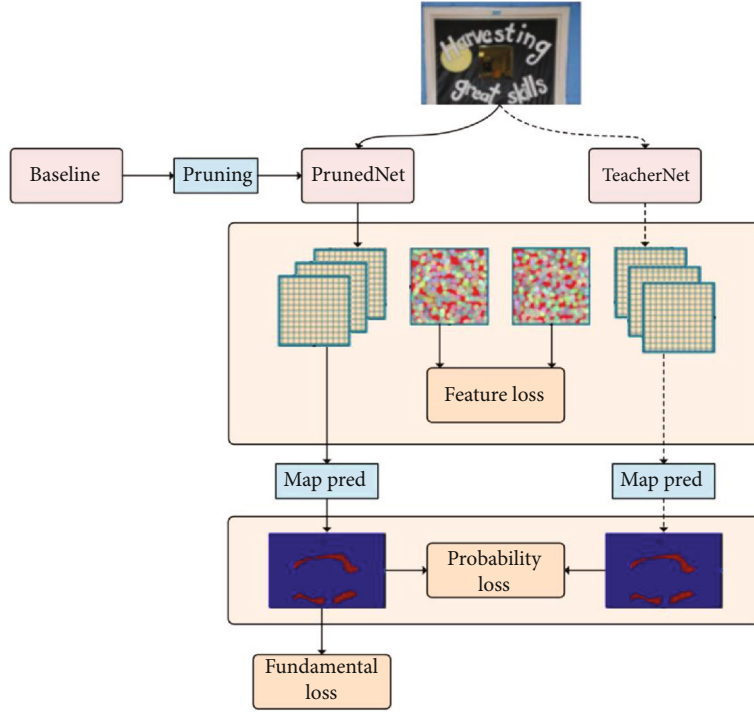 Harvesting
great skills
Baseline
Pruning
PrunedNet
TeacherNet
Feature loss
Map pred
Map pred
Probability
loss
Fundamental
loss